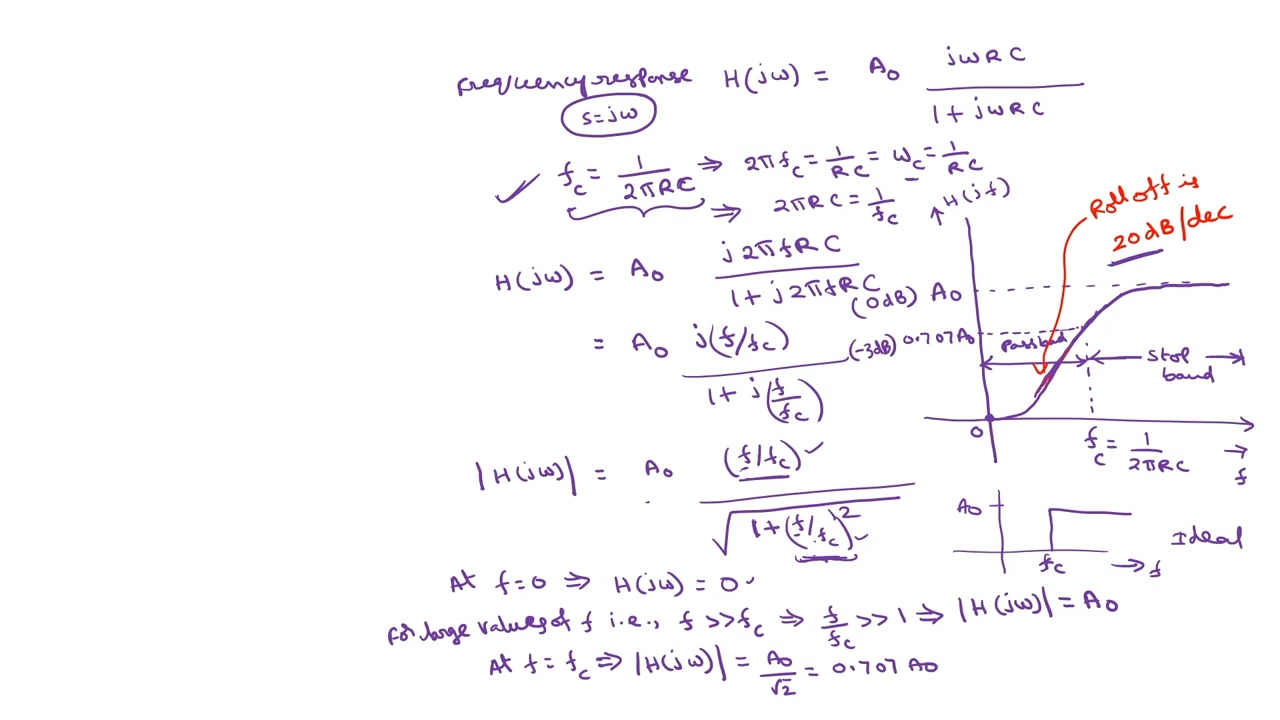 Frequency response H(jω) = A₀ jωRC / 1 + jωRC
s=jω
f_c = 1/2πRC ⇒ 2πf_c = 1/RC = ω_c = 1/RC
⇒ 2πRC = 1/f_c
H(jf)
Roll off is
20dB/dec
H(jω) = A₀ j2πfRC / 1 + j2πfRC
(0dB) A₀
= A₀ j(f/f_c) / 1 + j(f/f_c)
(-3dB) 0.707A₀
Passband
Stop
band
0
f_c = 1/2πRC
f
|H(jω)| = A₀ (f/f_c) / √1+(f/f_c)²
A₀
Ideal
f_c
f
At f=0 ⇒ H(jω) = 0
For large values of f i.e., f >> f_c ⇒ f/f_c >> 1 ⇒ |H(jω)| = A₀
At f = f_c ⇒ |H(jω)| = A₀/√2 = 0.707 A₀